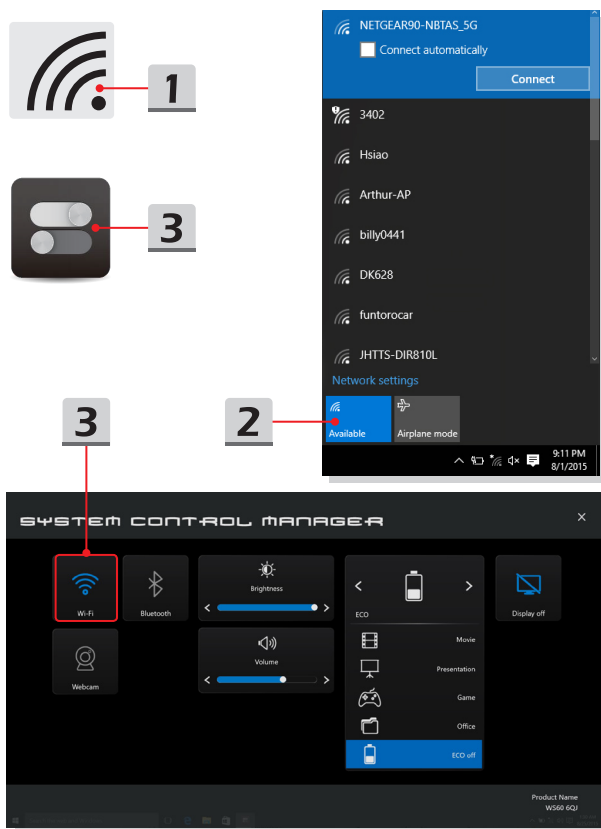 1
3
NETGEAR90-NBTAS_5G
Connect automatically
Connect
3402
Hsiao
Arthur-AP
billy0441
DK628
funtorocar
JHTTS-DIR810L
Network settings
Available
Airplane mode
9:11 PM
8/1/2015
2
3
SYSTEM CONTROL MANAGER
Wi-Fi
Bluetooth
Brightness
ECO
Display off
Webcam
Volume
Movie
Presentation
Game
Office
ECO off
Product Name
WS60 6QJ